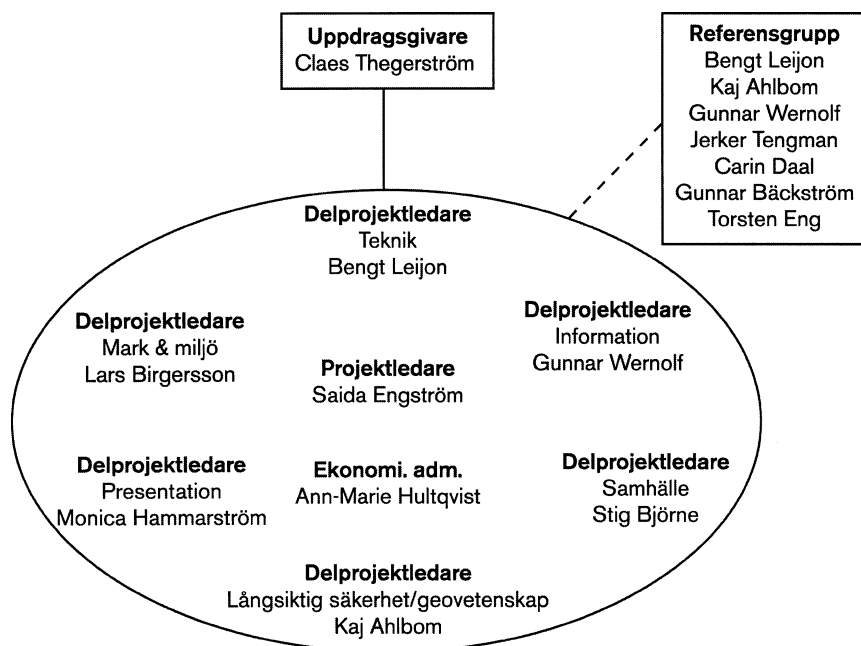 Uppdragsgivare
Claes Thegerström
Referensgrupp
Bengt Leijon
Kaj Ahlbom
Gunnar Wernolf
Jerker Tengman
Carin Daal
Gunnar Bäckström
Torsten Eng
Delprojektledare
Teknik
Bengt Leijon
Delprojektledare
Mark & miljö
Lars Birgersson
Delprojektledare
Information
Gunnar Wernolf
Projektledare
Saida Engström
Delprojektledare
Presentation
Monica Hammarström
Ekonomi. adm.
Ann-Marie Hultqvist
Delprojektledare
Samhälle
Stig Björne
Delprojektledare
Långsiktig säkerhet/geovetenskap
Kaj Ahlbom